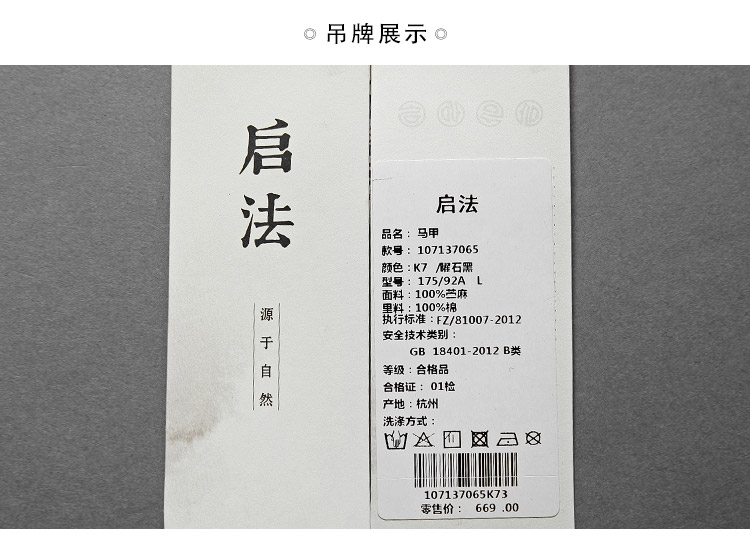 吊牌展示
启法
源于自然
启法
品名： 马甲
款号： 107137065
颜色：K7 /曜石黑
型号： 175/92A L
面料：100%苎麻
里料：100%棉
执行标准：FZ/81007-2012
安全技术类别：
GB 18401-2012 B类
等级：合格品
合格证： 01检
产地：杭州
洗涤方式：
107137065K73
零售价： 669 .00